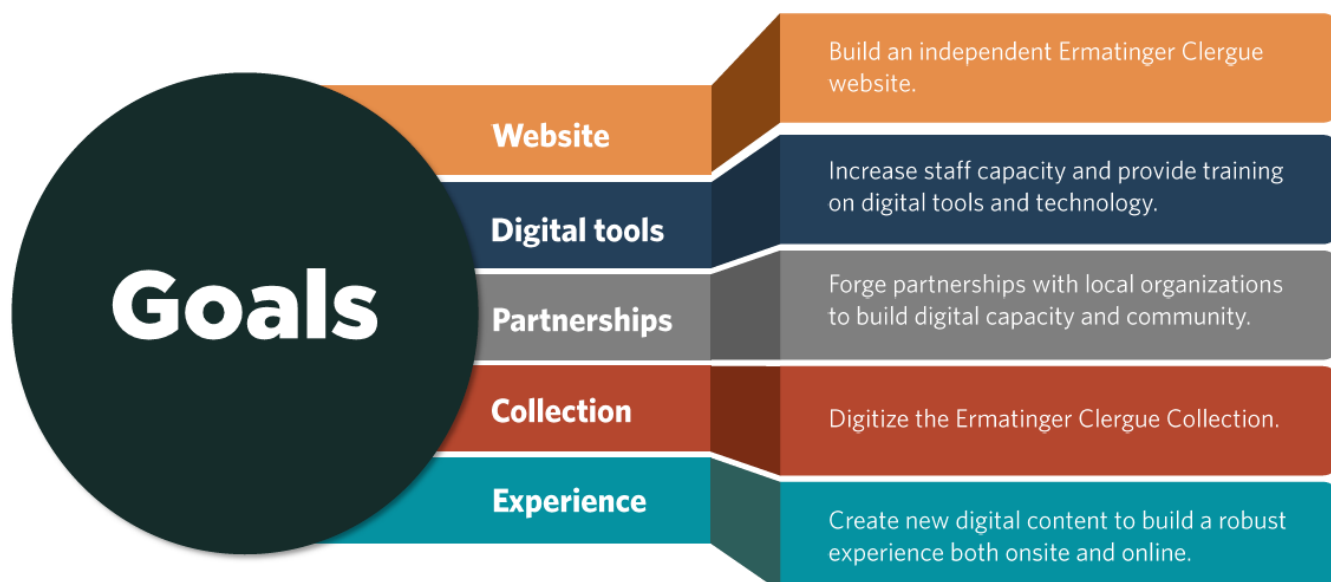 Goals
Website
Build an independent Ermatinger Clergue
website.
Digital tools
Increase staff capacity and provide training
on digital tools and technology.
Partnerships
Forge partnerships with local organizations
to build digital capacity and community.
Collection
Digitize the Ermatinger Clergue Collection.
Experience
Create new digital content to build a robust
experience both onsite and online.